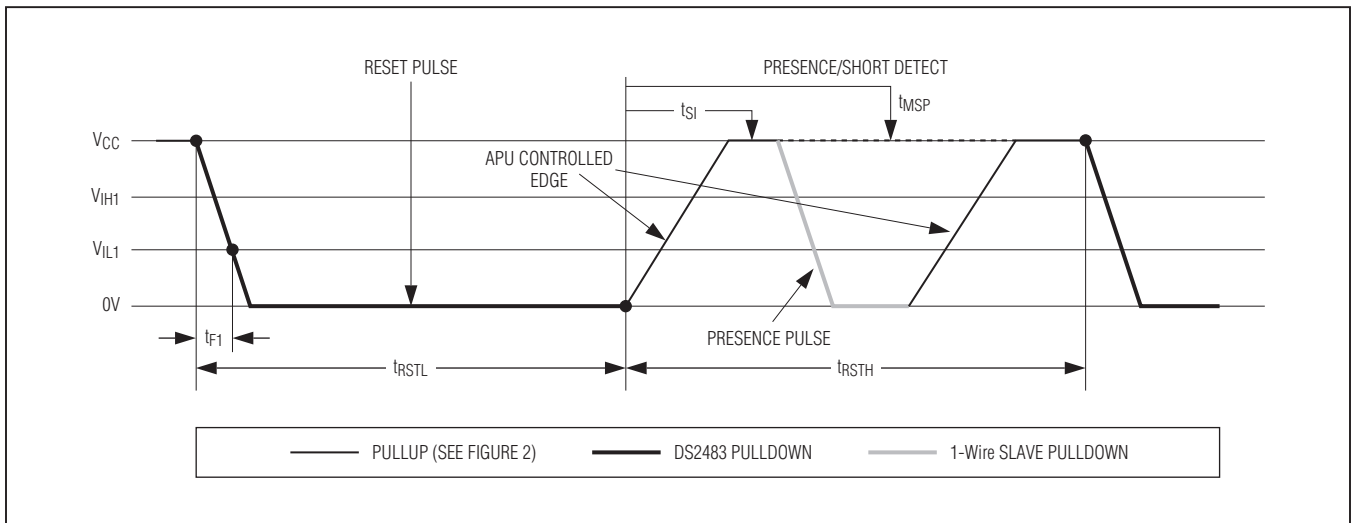 RESET PULSE
PRESENCE/SHORT DETECT
tMSP
tSI
VCC
APU CONTROLLED
EDGE
VIH1
VIL1
0V
PRESENCE PULSE
tF1
tRSTL
tRSTH
PULLUP (SEE FIGURE 2)
DS2483 PULLDOWN
1-Wire SLAVE PULLDOWN